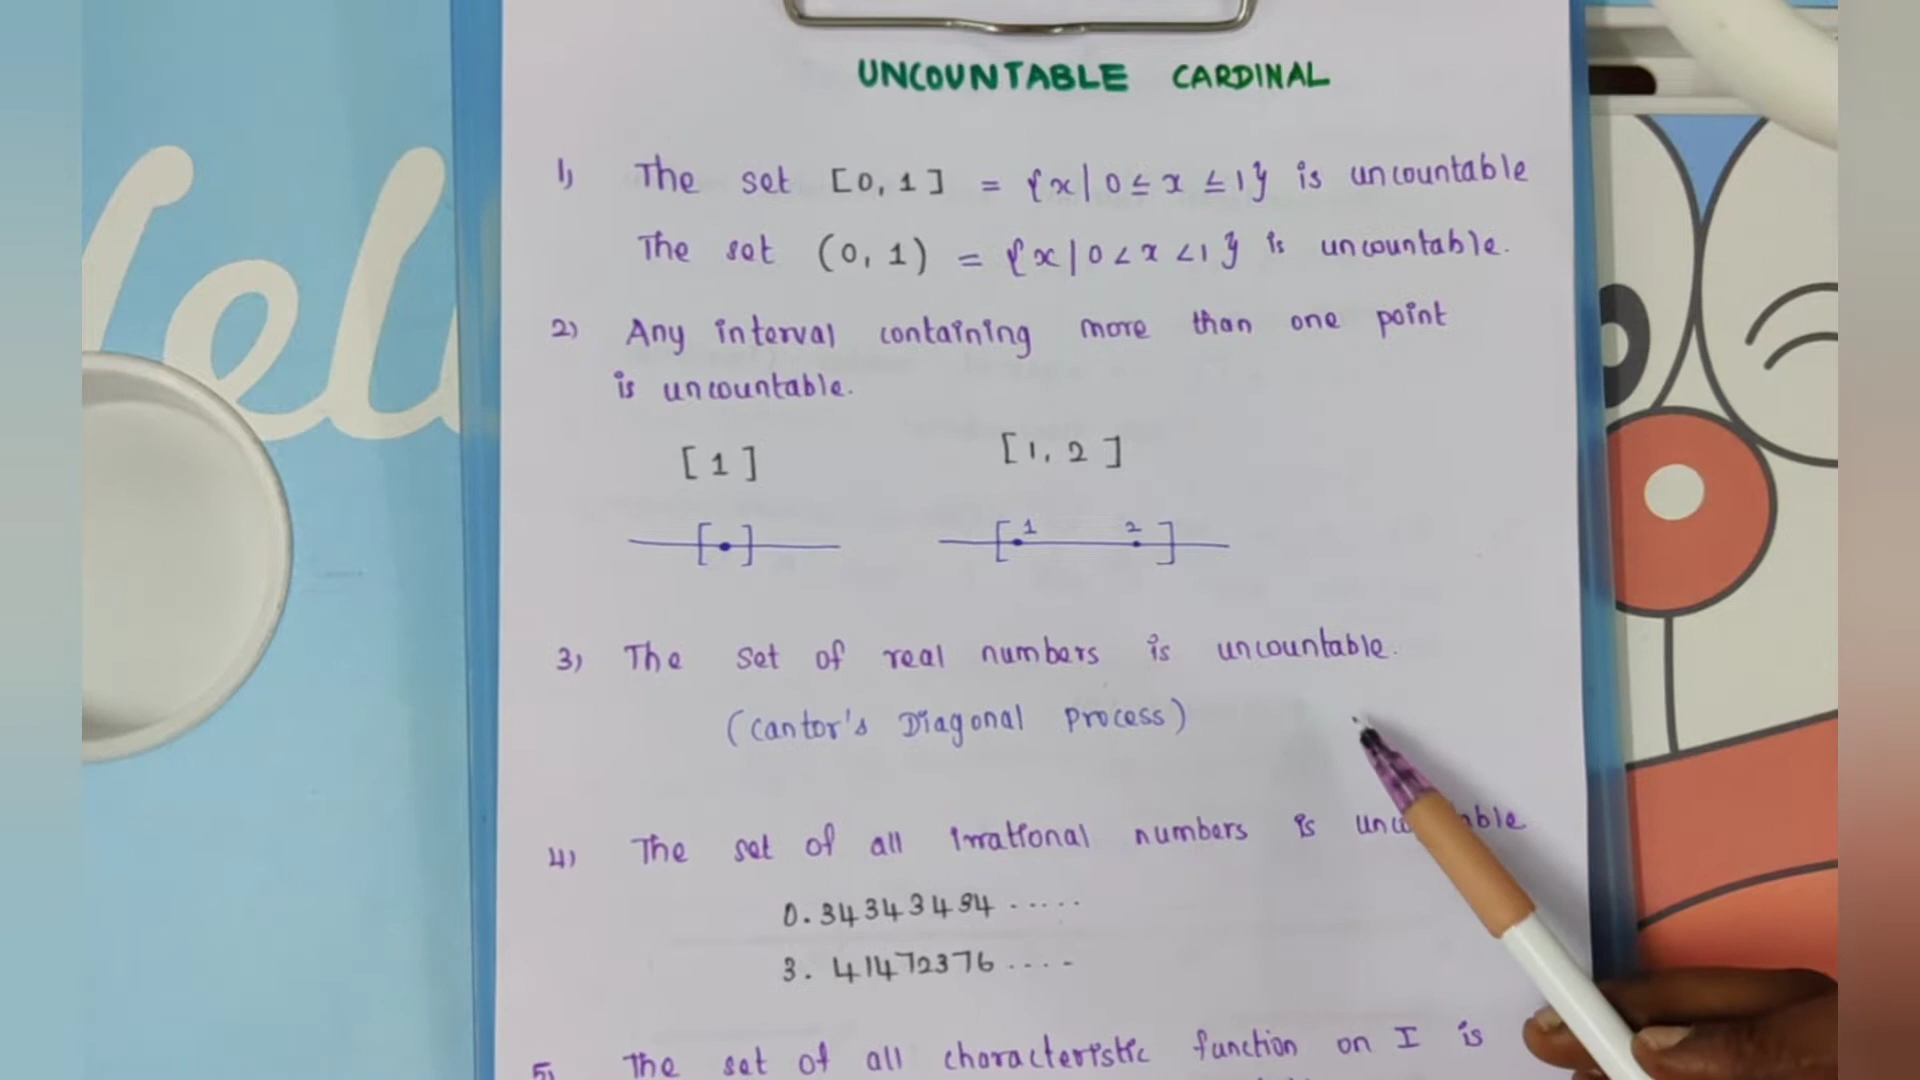 UNCOUNTABLE CARDINAL
1) The set [0, 1] = {x | 0 ≤ x ≤ 1} is uncountable
The set (0, 1) = {x | 0 < x < 1} is uncountable.
2) Any interval containing more than one point
is uncountable.
[1] [1, 2]
[•] [1 2]
3) The set of real numbers is uncountable.
(Cantor's Diagonal Process)
4) The set of all Irrational numbers is
0.34343434 .....
3. 41472376 ....
5) The set of all characteristic function on I is